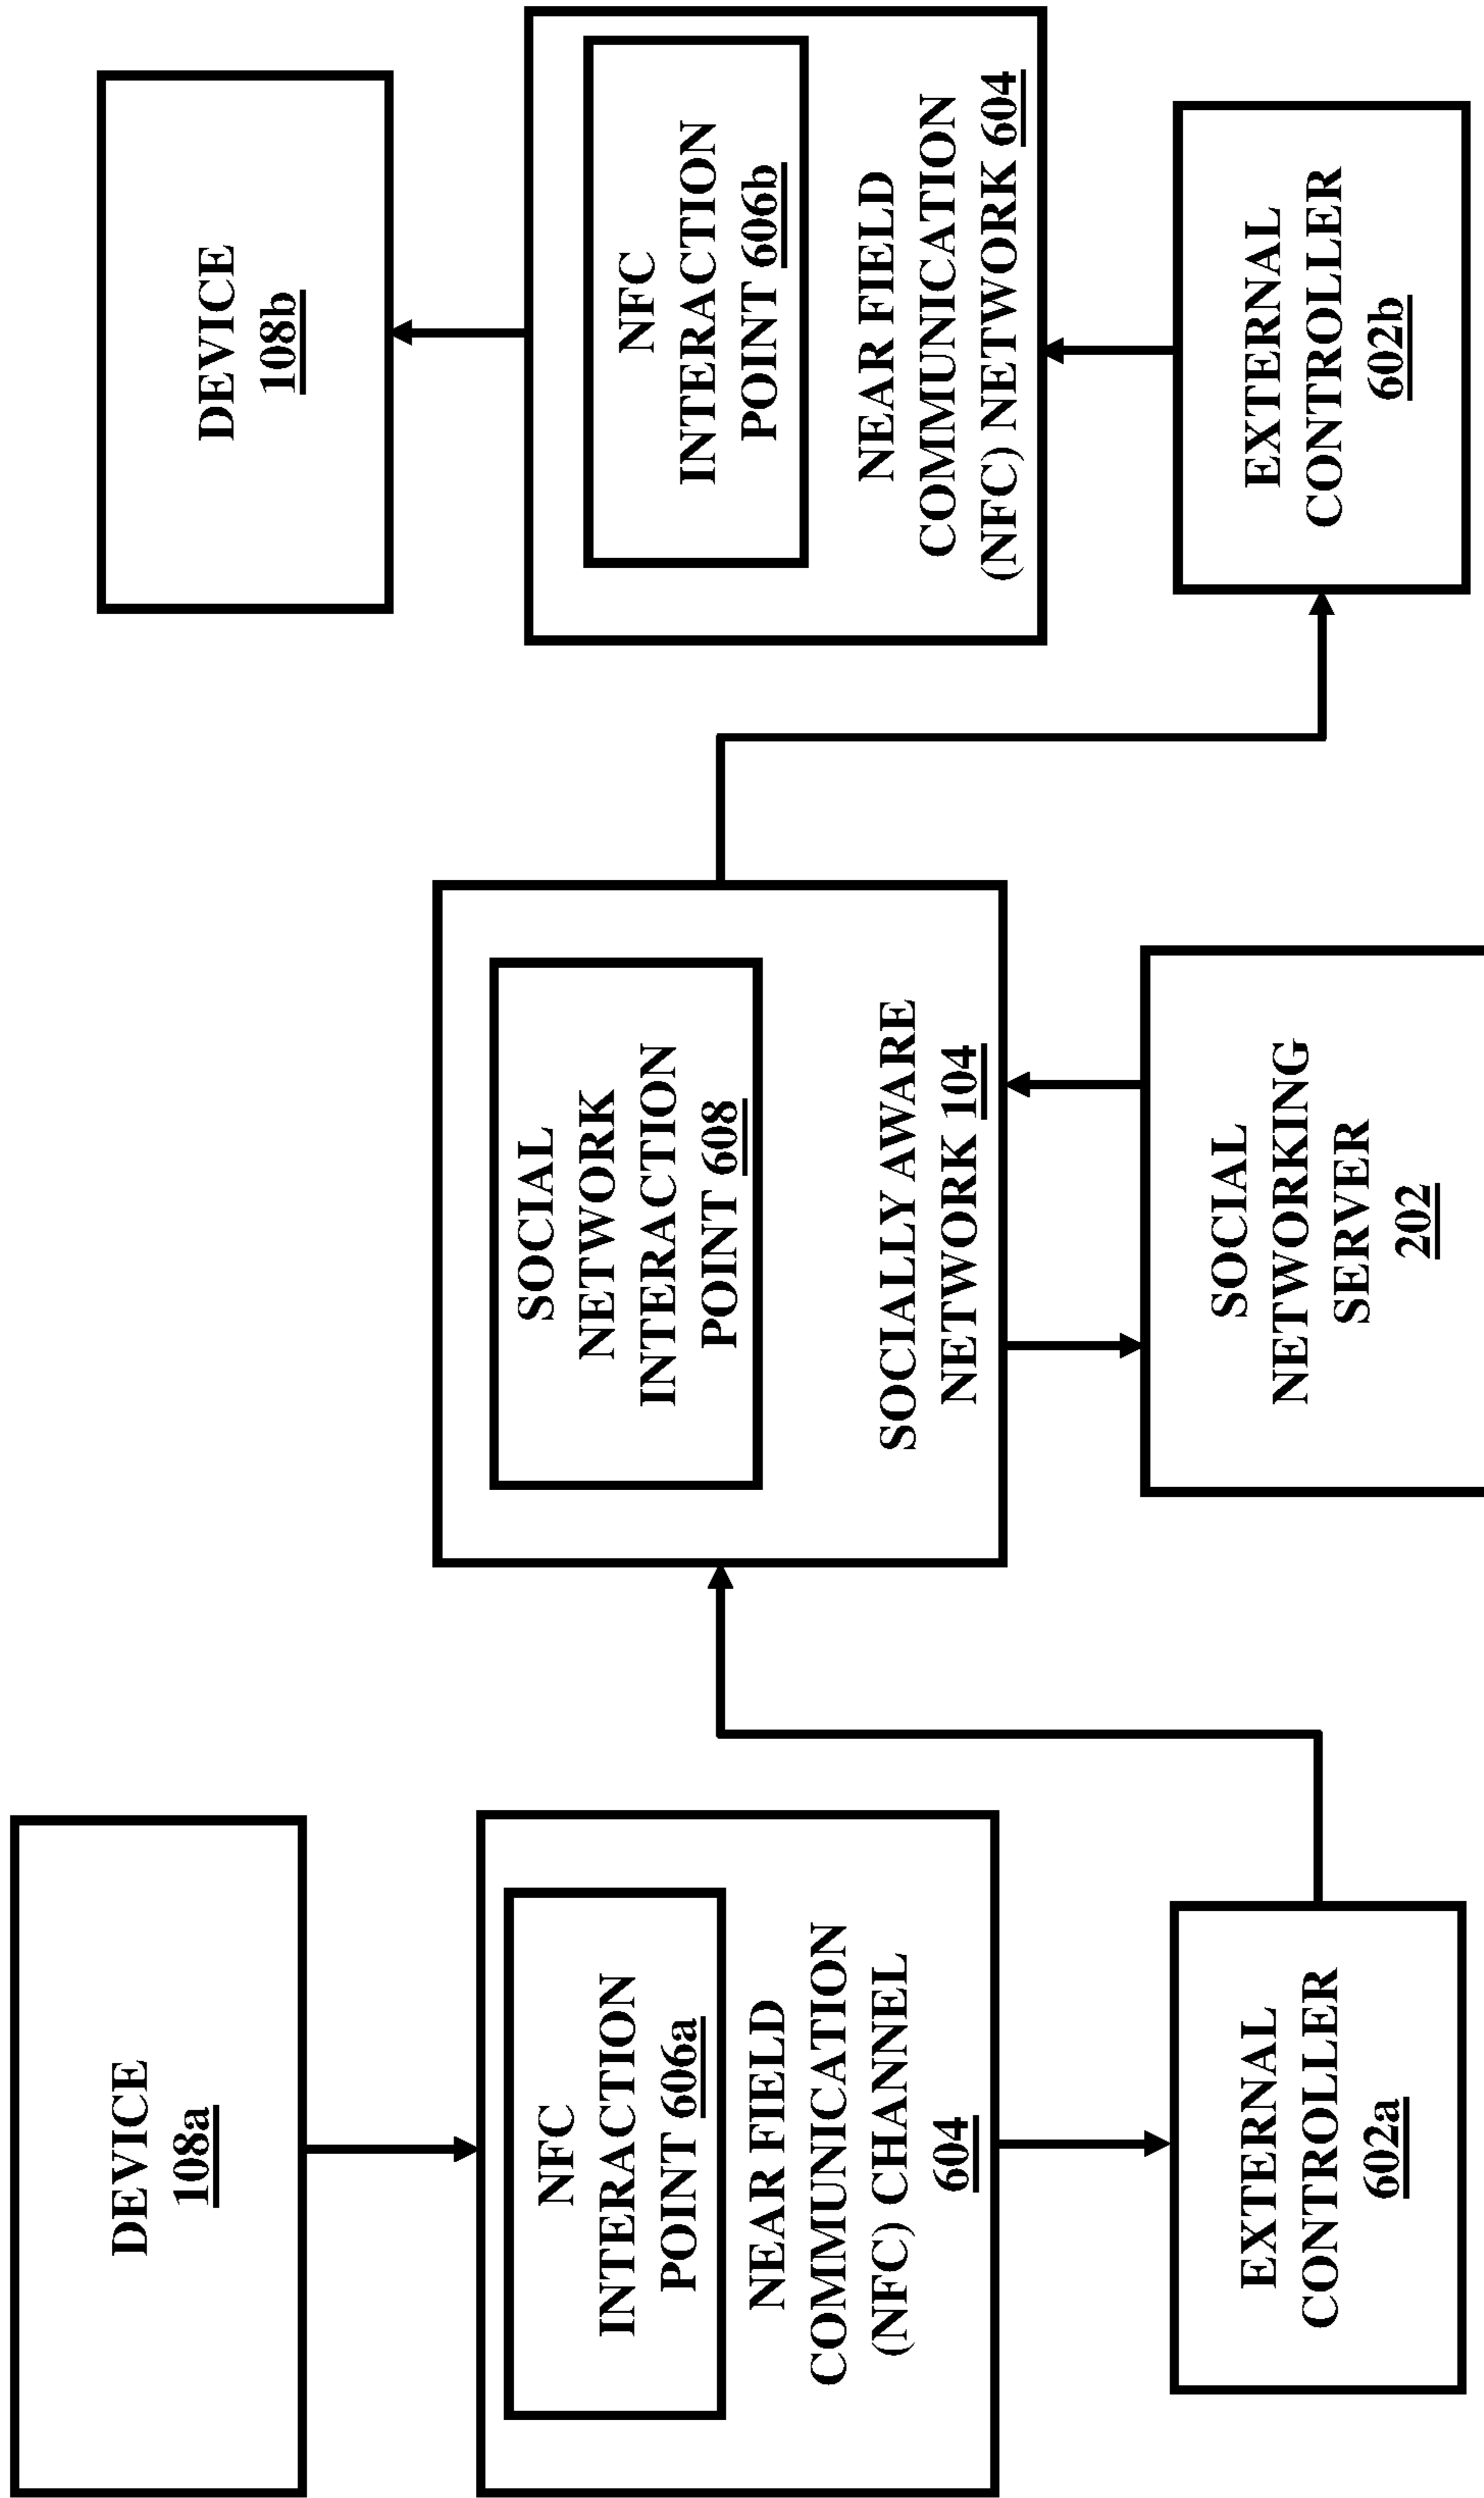 DEVICE
108a
NFC
INTERACTION
POINT 606a
NEAR FIELD
COMMUNICATION
(NFC) CHANNEL
604
EXTERNAL
CONTROLLER
602a
SOCIAL
NETWORK
INTERACTION
POINT 608
SOCIALLY AWARE
NETWORK 104
SOCIAL
NETWORKING
SERVER
202
DEVICE
108b
NFC
INTERACTION
POINT 606b
NEAR FIELD
COMMUNICATION
(NFC) NETWORK 604
EXTERNAL
CONTROLLER
602b